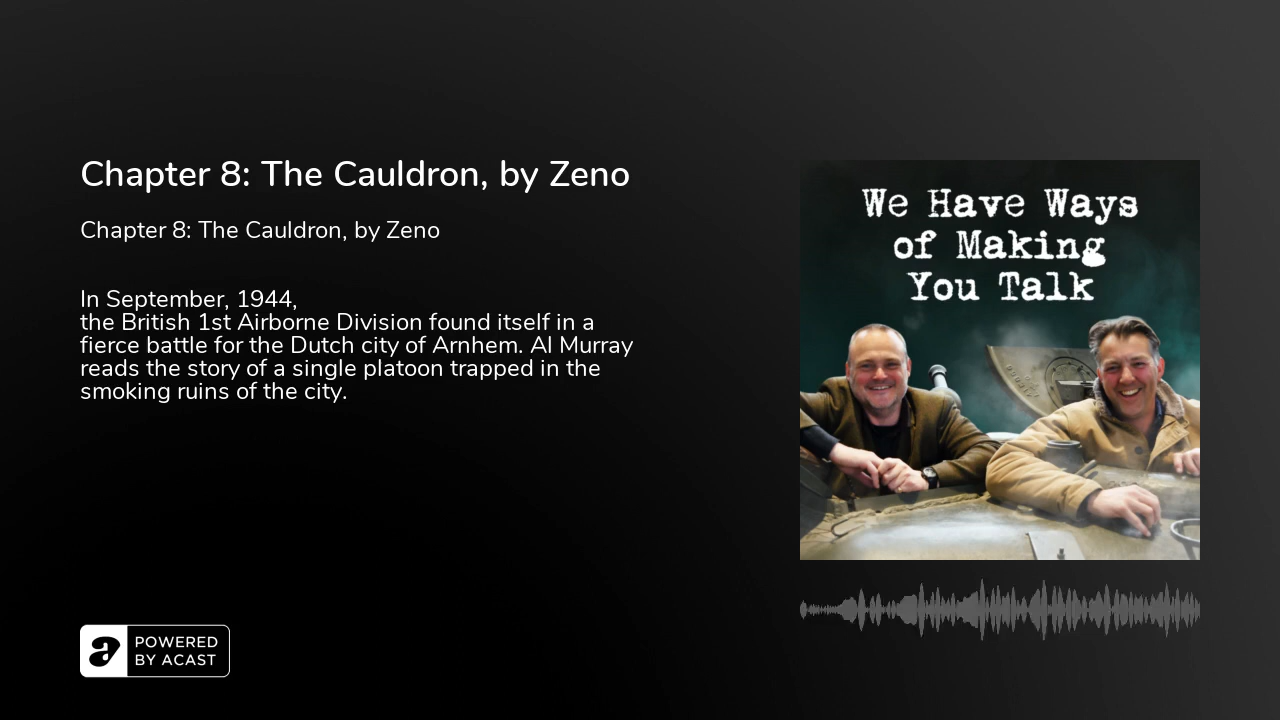 Chapter 8: The Cauldron, by Zeno
Chapter 8: The Cauldron, by Zeno
In September, 1944,
the British 1st Airborne Division found itself in a
fierce battle for the Dutch city of Arnhem. Al Murray
reads the story of a single platoon trapped in the
smoking ruins of the city.
We Have Ways
of Making
You Talk
POWERED
BY ACAST